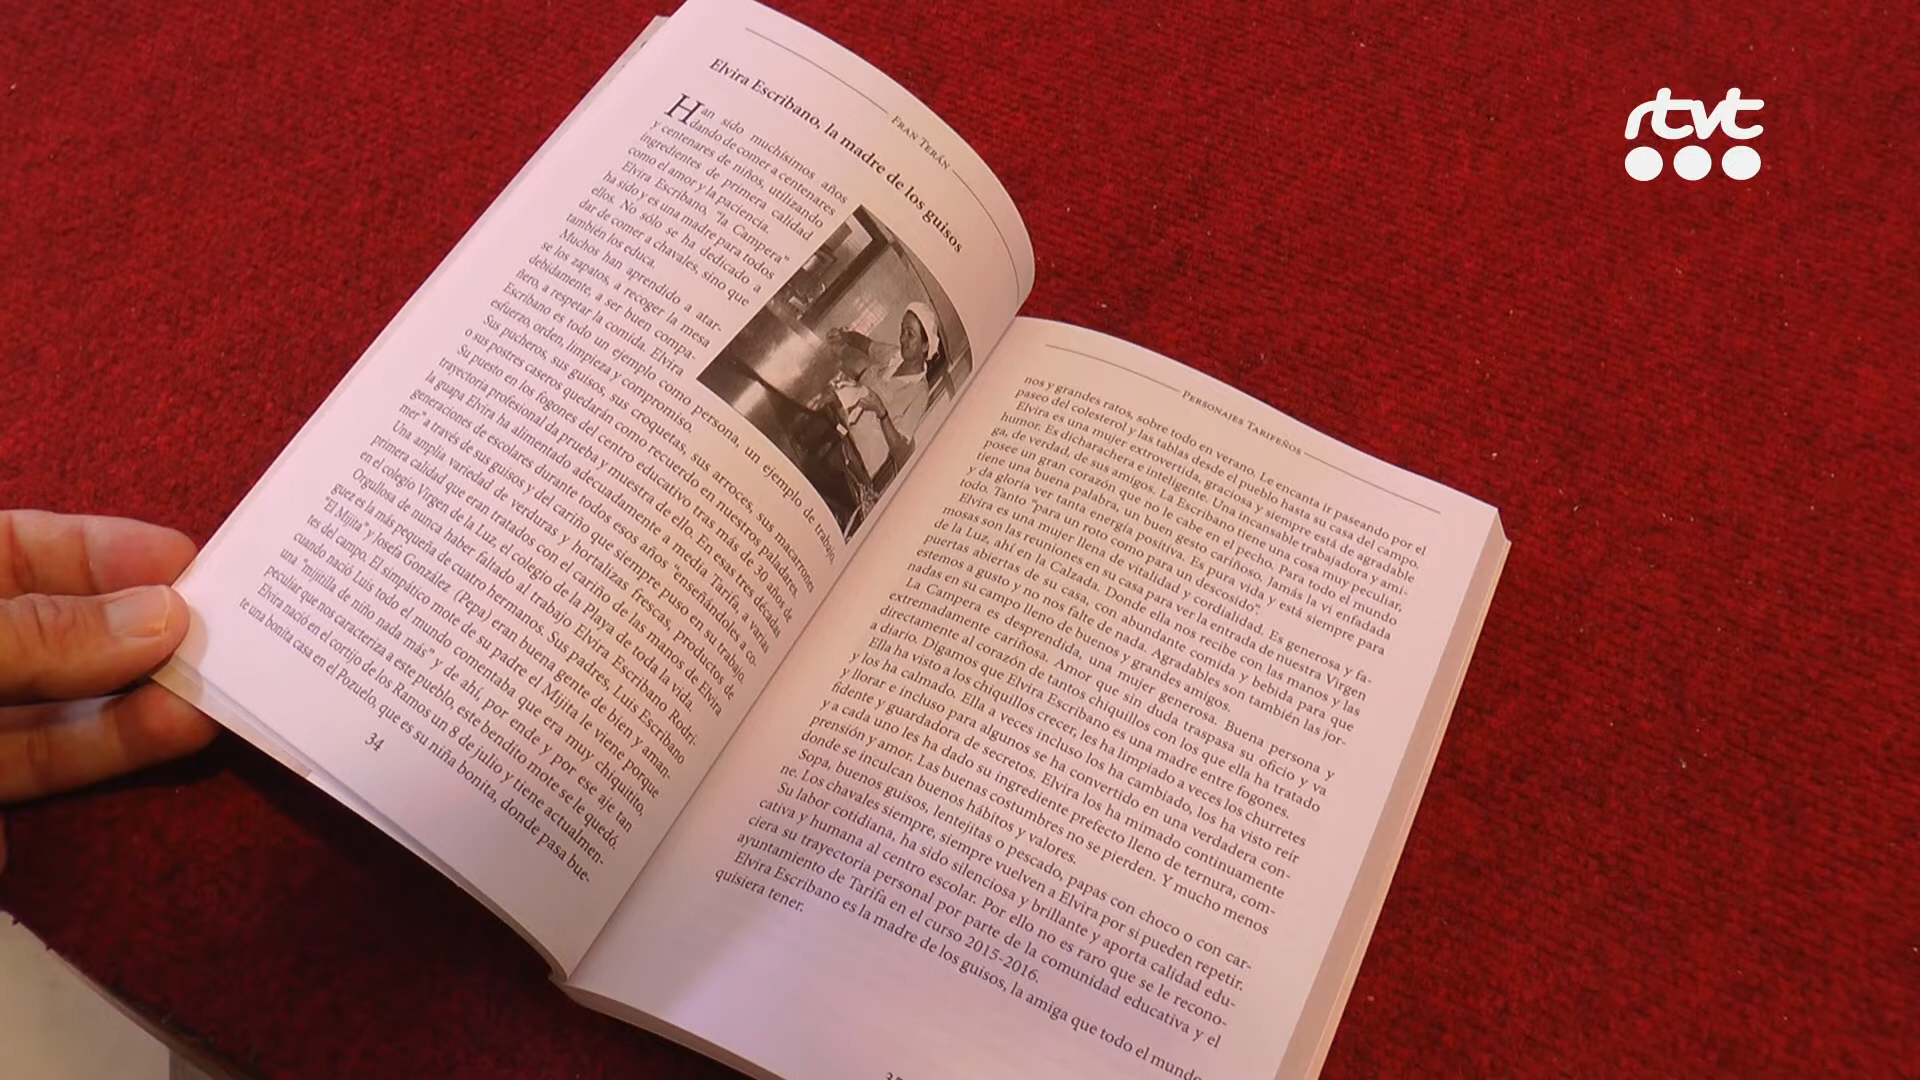 rtvt
Fran Terán
Elvira Escribano, la madre de los guisos
Han sido muchísimos años
dando de comer a centenares
y centenares de niños, utilizando
ingredientes de primera calidad
como el amor y la paciencia.
Elvira Escribano, "la Campera"
ha sido y es una madre para todos
ellos. No sólo se ha dedicado a
dar de comer a chavales, sino que
también los educa.
Muchos han aprendido a atar-
se los zapatos, a recoger la mesa
debidamente, a ser buen compa-
ñero, a respetar la comida. Elvira
Escribano es todo un ejemplo como persona, un ejemplo de trabajo,
esfuerzo, orden, limpieza y compromiso.
Sus pucheros, sus guisos, sus croquetas, sus arroces, sus macarrones
o sus postres caseros quedarán como recuerdo en nuestros paladares.
Su puesto en los fogones del centro educativo tras más de 30 años de
trayectoria profesional da prueba y muestra de ello. En esas tres décadas
la guapa Elvira ha alimentado adecuadamente a media Tarifa, a varias
generaciones de escolares durante todos esos años "enseñándoles a co-
mer" a través de sus guisos y del cariño que siempre puso en su trabajo.
Una amplia variedad de verduras y hortalizas frescas, productos de
primera calidad que eran tratados con el cariño de las manos de Elvira
en el colegio Virgen de la Luz, el colegio de la Playa de toda la vida.
Orgullosa de nunca haber faltado al trabajo Elvira Escribano Rodrí-
guez es la más pequeña de cuatro hermanos. Sus padres, Luis Escribano
"El Mijita" y Josefa González (Pepa) eran buena gente de bien y aman-
tes del campo. El simpático mote de su padre el Mijita le viene porque
cuando nació Luis todo el mundo comentaba que era muy chiquitito,
una "mijitilla de niño nada más" y de ahí, por ende y por ese aje tan
peculiar que nos caracteriza a este pueblo, este bendito mote se le quedó.
Elvira nació en el cortijo de los Ramos un 8 de julio y tiene actualmen-
te una bonita casa en el Pozuelo, que es su niña bonita, donde pasa bue-
34
Personajes Tarifeños
nos y grandes ratos, sobre todo en verano. Le encanta ir paseando por el
paseo del colesterol y las tablas desde el pueblo hasta su casa del campo.
Elvira es una mujer extrovertida, graciosa y siempre está de agradable
humor. Es dicharachera e inteligente. Una incansable trabajadora y ami-
ga, de verdad, de sus amigos. La Escribano tiene una cosa muy peculiar,
posee un gran corazón que no le cabe en el pecho. Jamás la vi enfadada
tiene una buena palabra, un buen gesto cariñoso. Para todo el mundo
y da gloria ver tanta energía positiva. Es pura vida y está siempre para
todo. Tanto "para un roto como para un descosido".
Elvira es una mujer llena de vitalidad y cordialidad. Es generosa y fa-
mosas son las reuniones en su casa para ver la entrada de nuestra Virgen
de la Luz, ahí en la Calzada. Donde ella nos recibe con las manos y las
puertas abiertas de su casa, con abundante comida y bebida para que
estemos a gusto y no nos falte de nada. Agradables son también las jor-
nadas en su campo lleno de buenos y grandes amigos.
La Campera es desprendida, una mujer generosa. Buena persona y
extremadamente cariñosa. Amor que sin duda traspasa su oficio y va
directamente al corazón de tantos chiquillos con los que ella ha tratado
a diario. Digamos que Elvira Escribano es una madre entre fogones.
Ella ha visto a los chiquillos crecer, les ha limpiado a veces los churretes
y los ha calmado. Ella a veces incluso los ha cambiado, los ha visto reír
y llorar e incluso para algunos se ha convertido en una verdadera con-
fidente y guardadora de secretos. Elvira los ha mimado continuamente
y a cada uno les ha dado su ingrediente prefecto lleno de ternura, com-
prensión y amor. Las buenas costumbres no se pierden. Y mucho menos
donde se inculcan buenos hábitos y valores.
Sopa, buenos guisos, lentejitas o pescado, papas con choco o con car-
ne. Los chavales siempre, siempre vuelven a Elvira por si pueden repetir.
Su labor cotidiana, ha sido silenciosa y brillante y aporta calidad edu-
cativa y humana al centro escolar. Por ello no es raro que se le recono-
ciera su trayectoria personal por parte de la comunidad educativa y el
ayuntamiento de Tarifa en el curso 2015-2016.
Elvira Escribano es la madre de los guisos, la amiga que todo el mundo
quisiera tener.